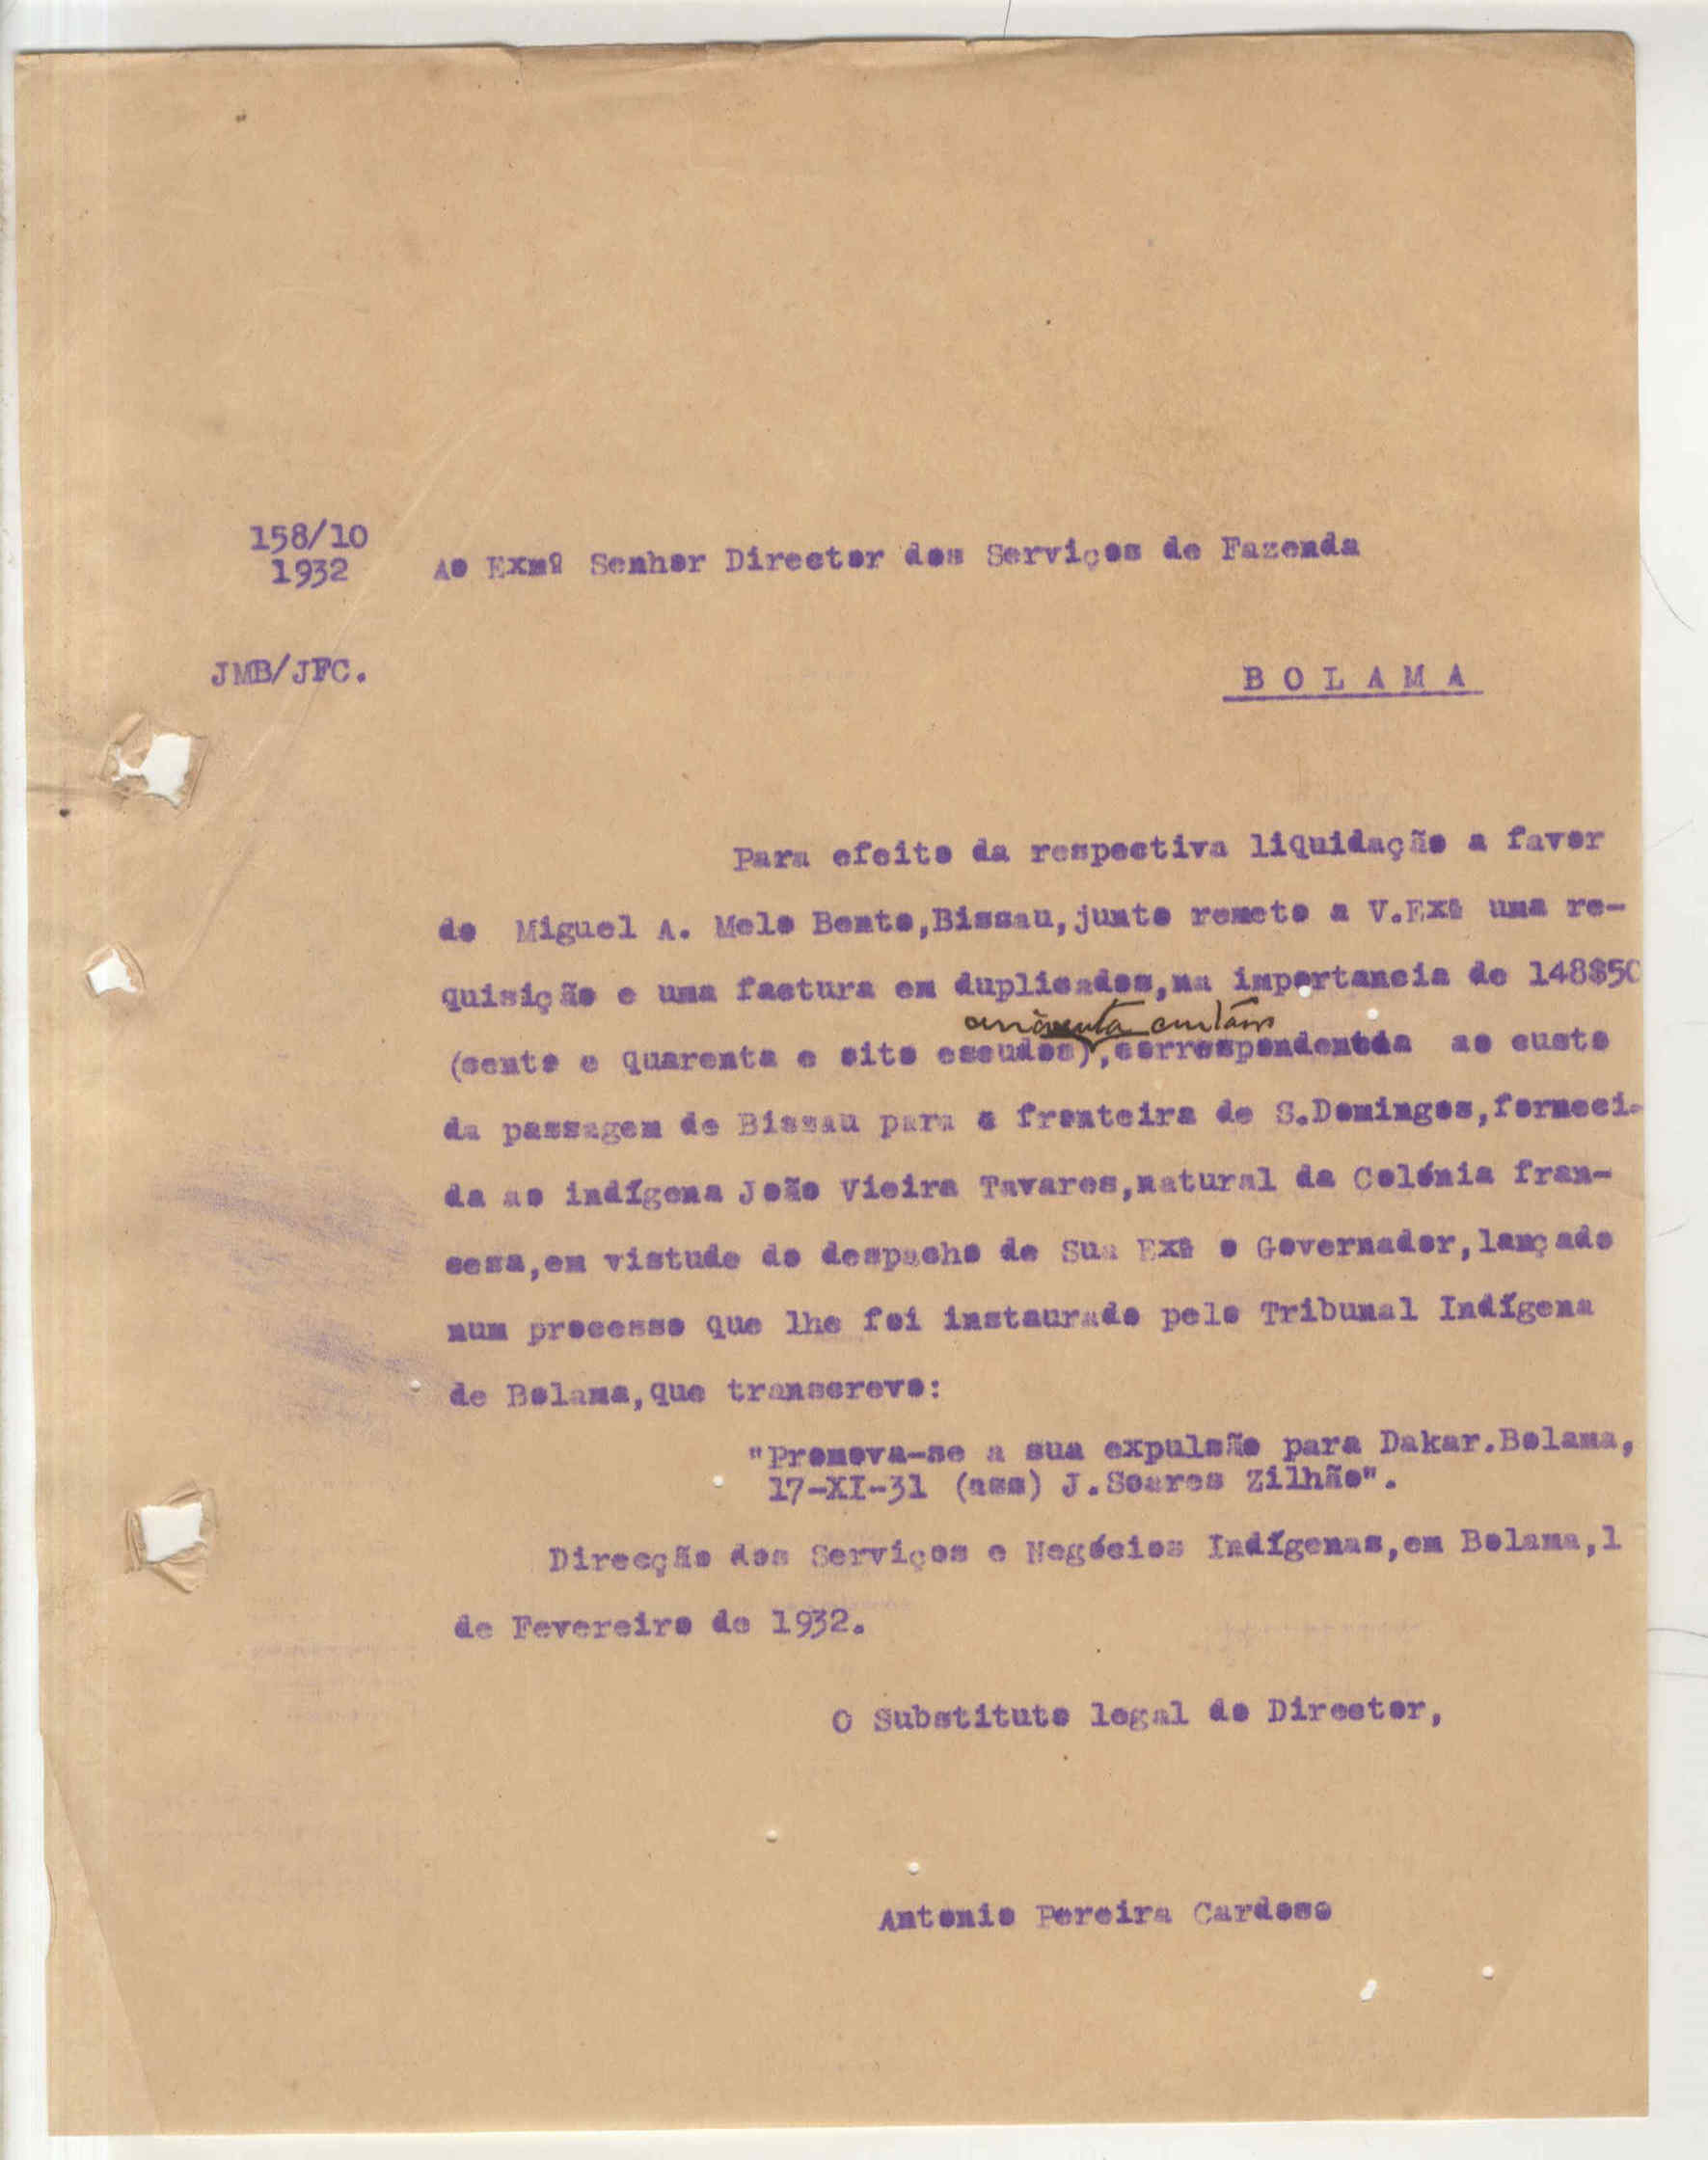 158/10
1932
Ao Exmº Senhor Director dos Serviços de Fazenda
JMB/JFC.
BOLAMA
Para efeito da respectiva liquidação a favor
de Miguel A. Melo Bento,Bissau,junto remeto a V.Exª uma re-
quisição e uma factura em duplicados,na importancia de 148$50
cinquenta centavos
(cento e quarenta e oito escudos),correspondentda ao custo
da passagem de Bissau para a fronteira de S.Domingos,forneci-
da ao indígena João Vieira Tavares,natural da Colónia fran-
cesa,em vistude do despacho de Sua Exª o Governador,lançado
num processo que lhe foi instaurado pelo Tribunal Indígena
de Bolama,que transcrevo:
"Promova-se a sua expulsão para Dakar.Bolama,
17-XI-31 (ass) J.Soares Zilhão".
Direcção dos Serviços e Negócios Indígenas,em Bolama,1
de Fevereiro de 1932.
O Substituto legal do Director,
Antonio Pereira Cardoso